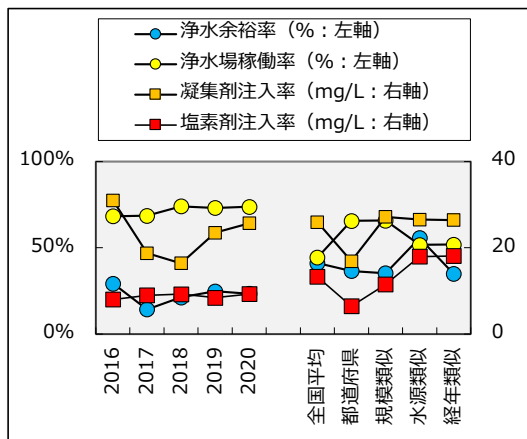 浄水余裕率（%：左軸）
浄水場稼働率（%：左軸）
凝集剤注入率（mg/L：右軸）
塩素剤注入率（mg/L：右軸）
100%
40
50%
20
0%
0
2016
2017
2018
2019
2020
全国平均
都道府県
規模類似
水源類似
経年類似